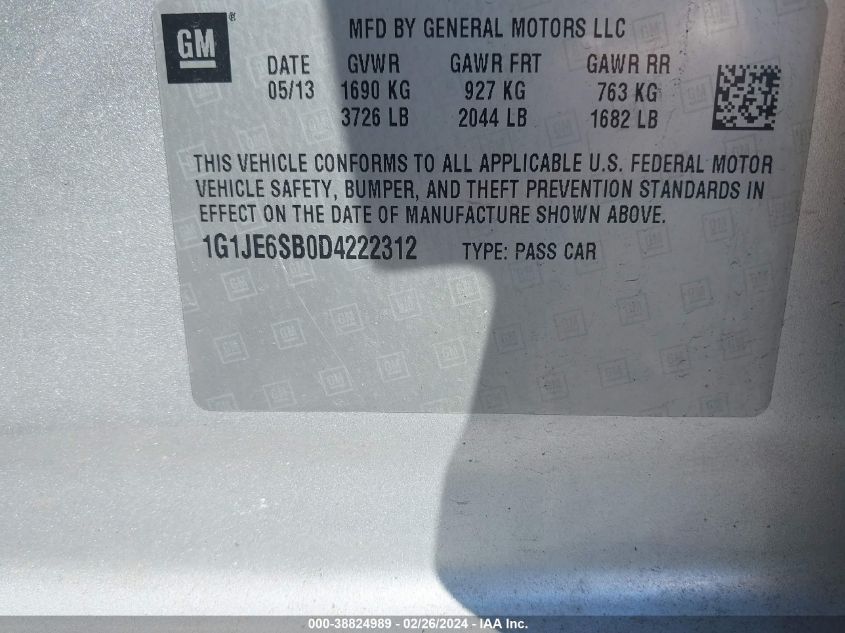 GM ®
MFD BY GENERAL MOTORS LLC
DATE GVWR GAWR FRT GAWR RR
05/13 1690 KG 927 KG 763 KG
3726 LB 2044 LB 1682 LB
THIS VEHICLE CONFORMS TO ALL APPLICABLE U.S. FEDERAL MOTOR
VEHICLE SAFETY, BUMPER, AND THEFT PREVENTION STANDARDS IN
EFFECT ON THE DATE OF MANUFACTURE SHOWN ABOVE.
1G1JE6SB0D4222312 TYPE: PASS CAR
000-38824989 - 02/26/2024 - IAA Inc.